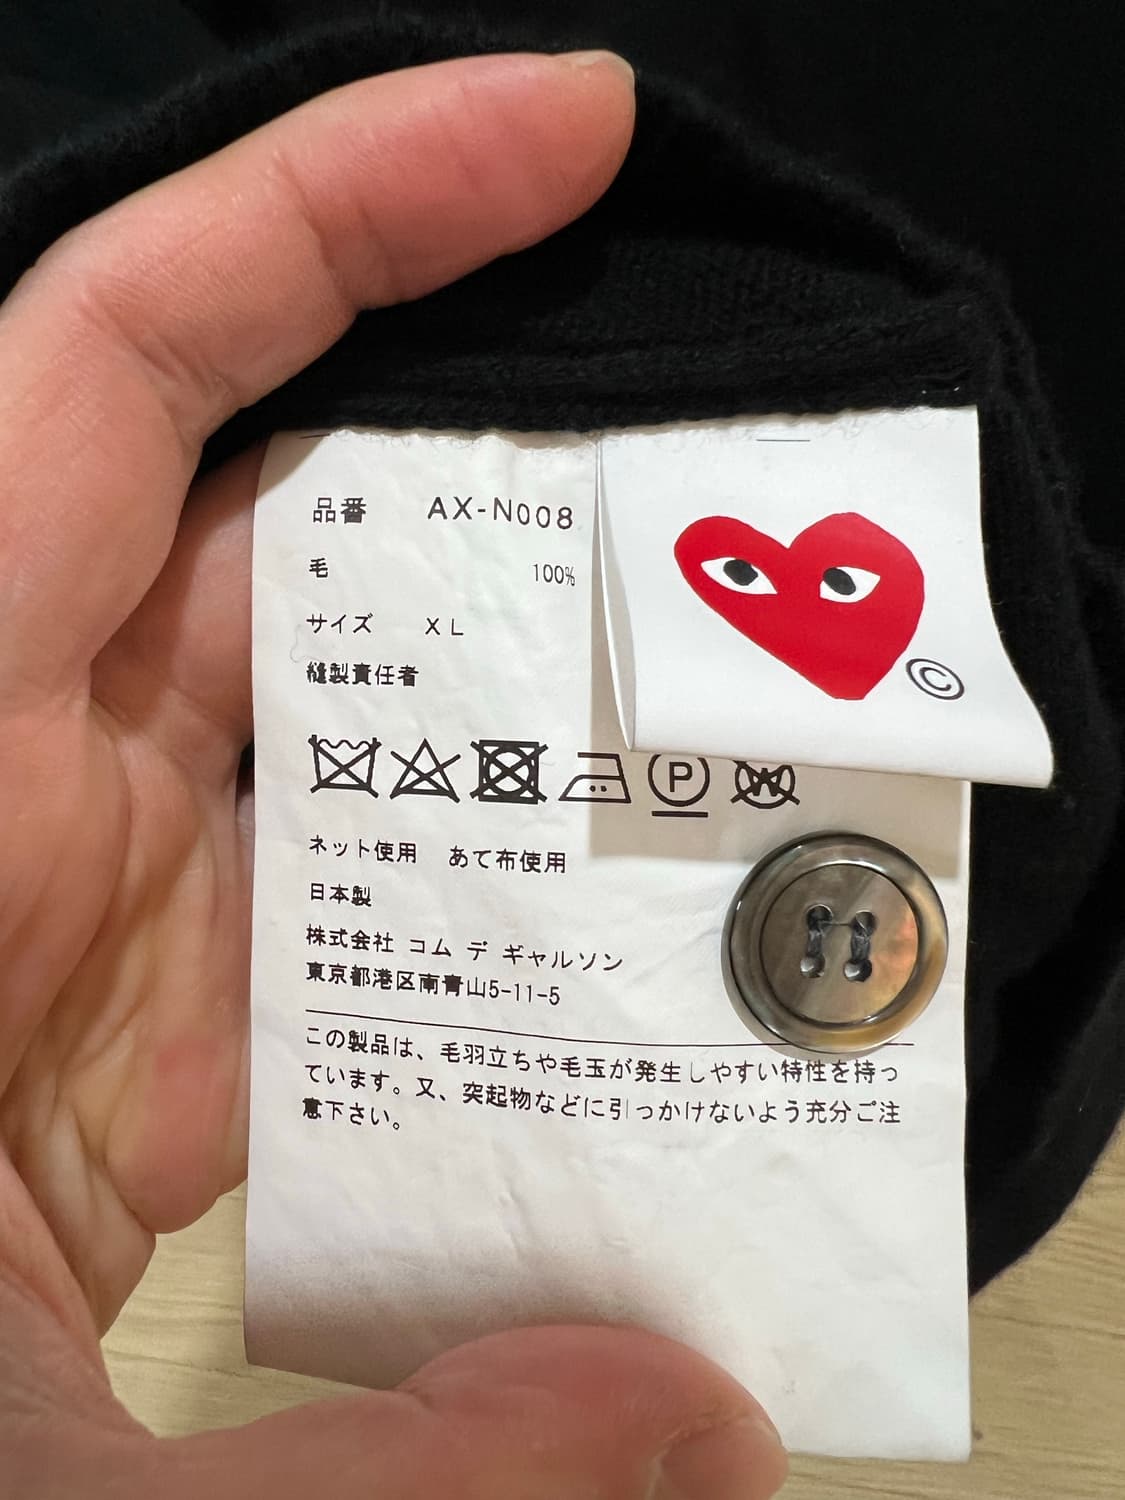 品番 AX-N008
毛 100%
サイズ XL
縫製責任者
P W
ネット使用 あて布使用
日本製
株式会社 コム デ ギャルソン
東京都港区南青山5-11-5
この製品は、毛羽立ちや毛玉が発生しやすい特性を持っ
ています。又、突起物などに引っかけないよう充分ご注
意下さい。
©